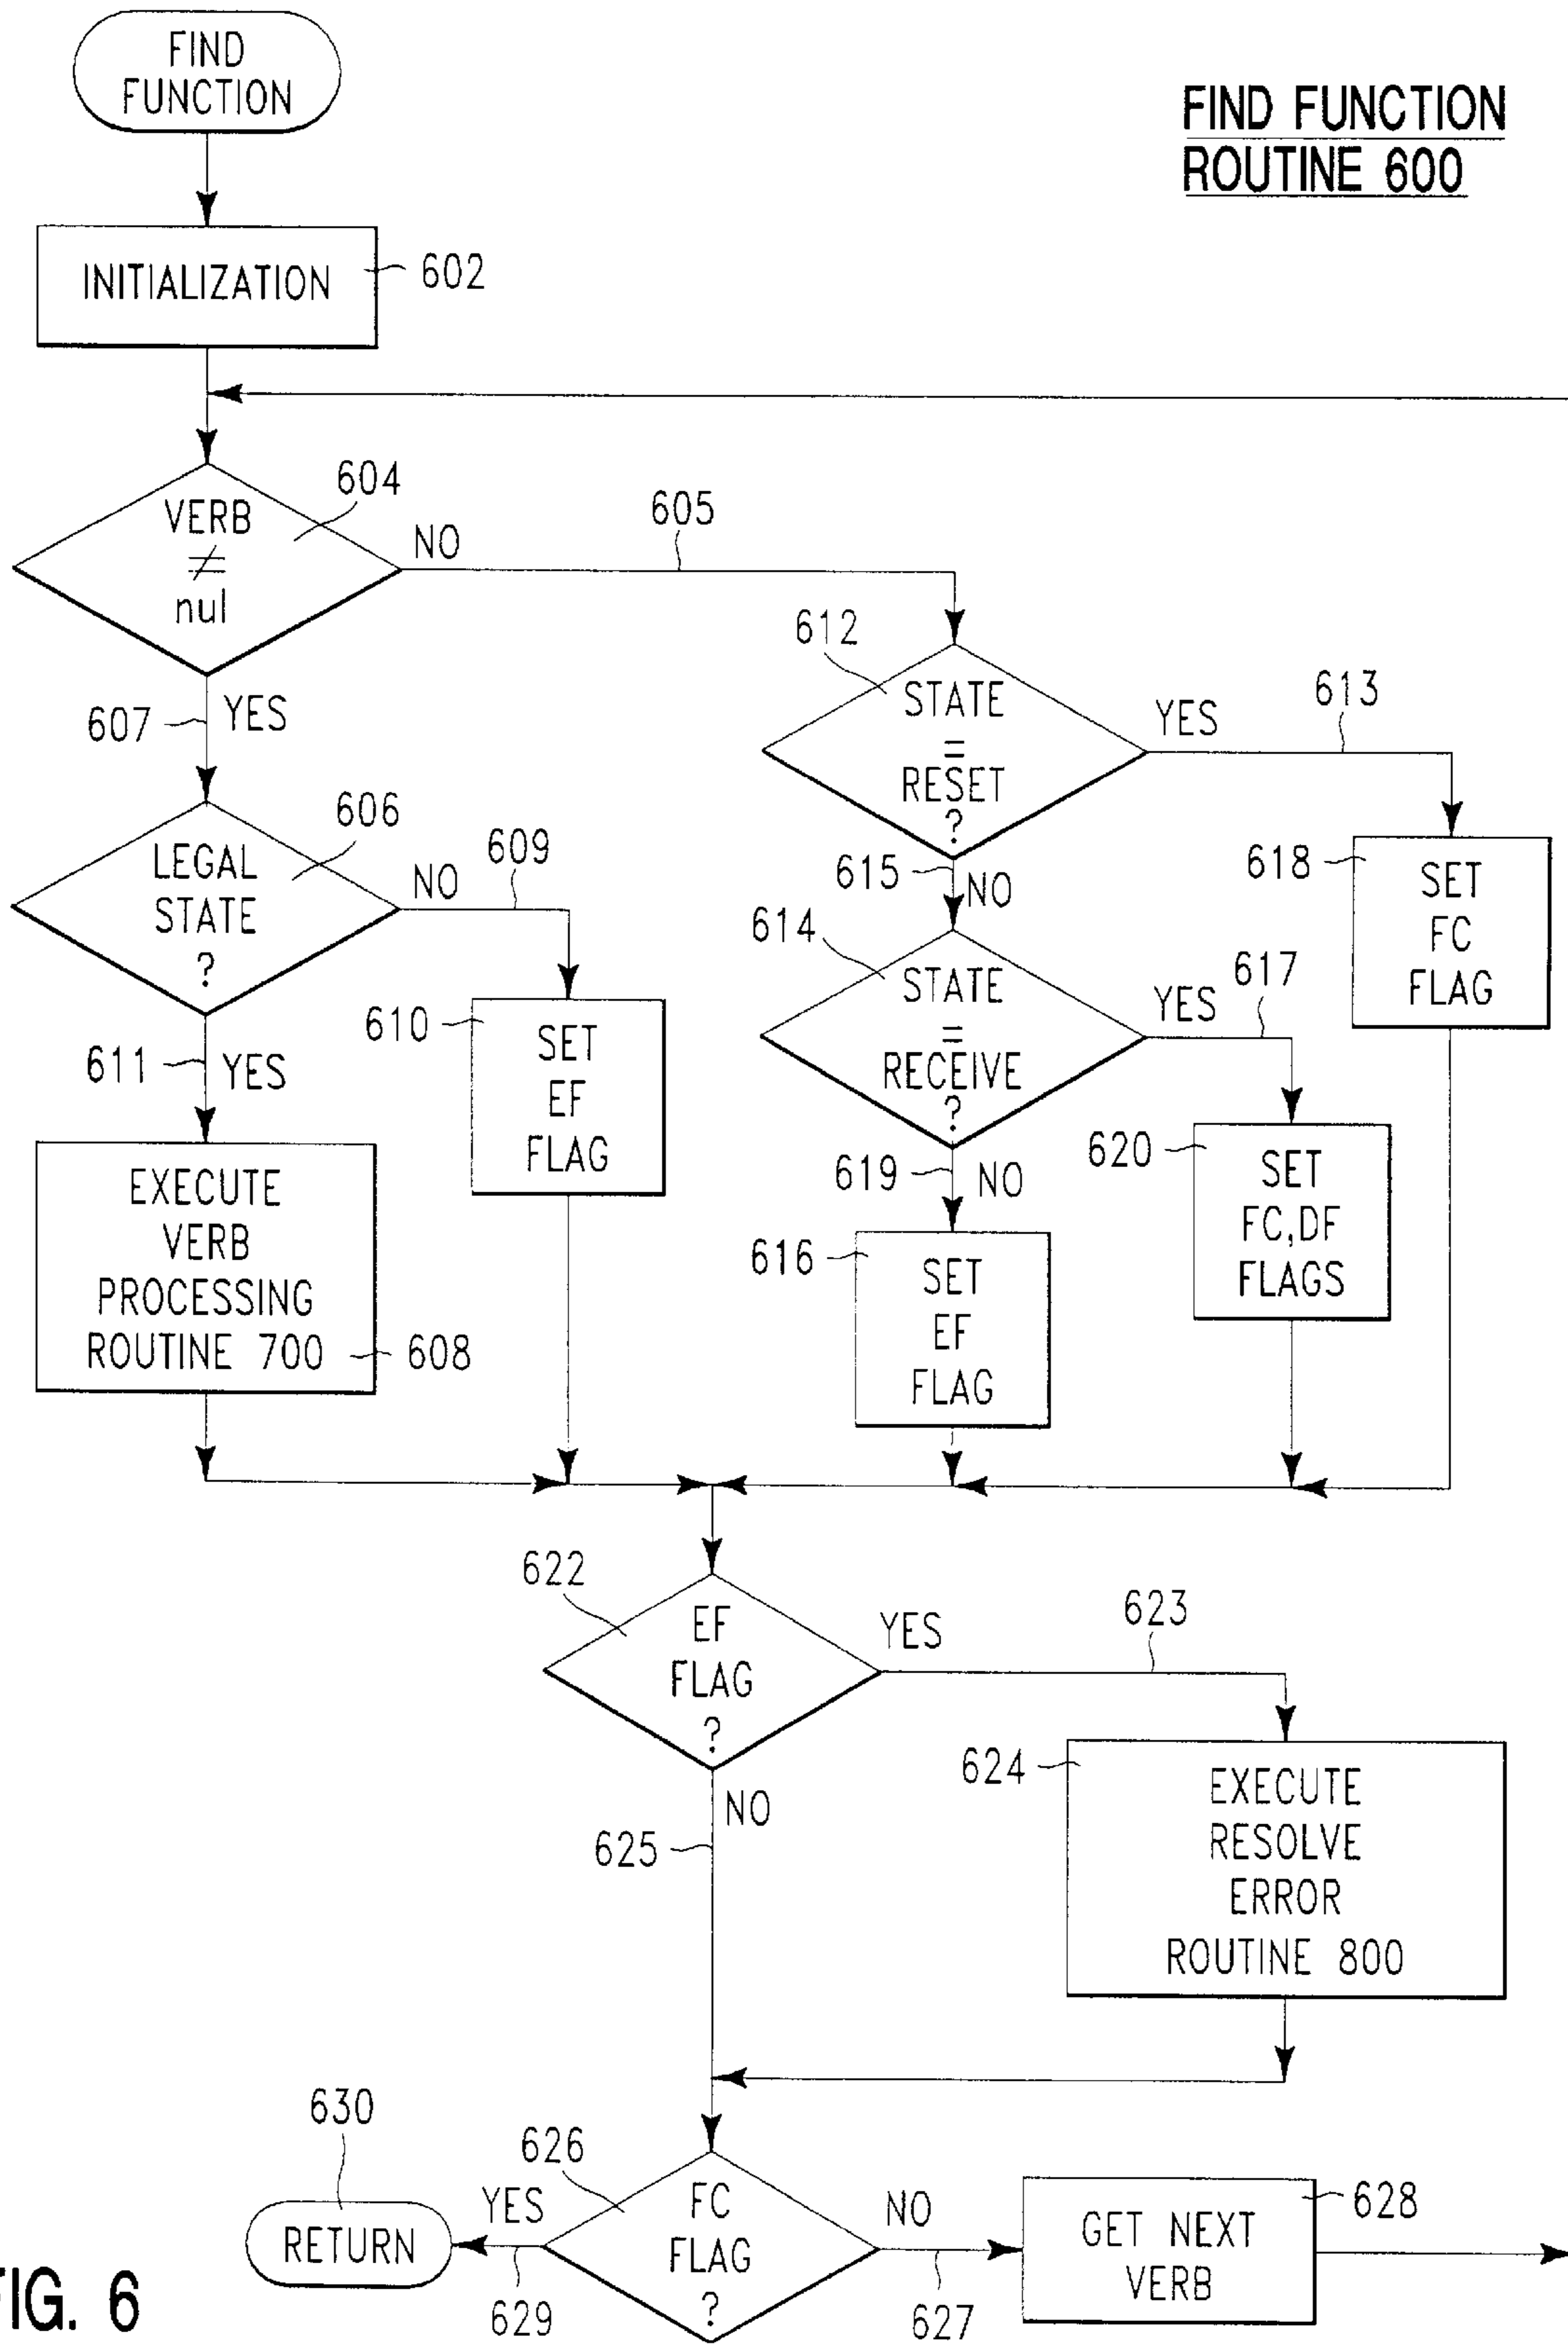 FIND
FUNCTION
FIND FUNCTION
ROUTINE 600
INITIALIZATION
602
VERB
≠
nul
604
NO
605
607
YES
612
STATE
=
RESET
?
YES
613
LEGAL
STATE
?
606
NO
609
615
NO
618
SET
FC
FLAG
614
STATE
=
RECEIVE
?
YES
617
611
YES
610
SET
EF
FLAG
619
NO
620
SET
FC,DF
FLAGS
EXECUTE
VERB
PROCESSING
ROUTINE 700
608
616
SET
EF
FLAG
622
EF
FLAG
?
YES
623
NO
625
624
EXECUTE
RESOLVE
ERROR
ROUTINE 800
630
RETURN
YES
629
626
FC
FLAG
?
NO
627
GET NEXT
VERB
628
FIG. 6